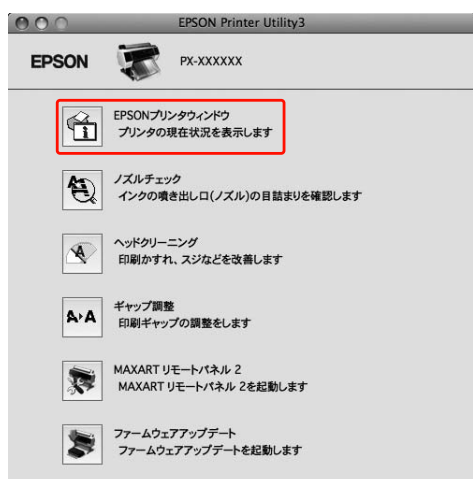 EPSON Printer Utility3
EPSON
PX-XXXXXX
EPSONプリンタウィンドウ
プリンタの現在状況を表示します
ノズルチェック
インクの噴き出し口(ノズル)の目詰まりを確認します
ヘッドクリーニング
印刷かすれ、スジなどを改善します
ギャップ調整
印刷ギャップの調整をします
MAXART リモートパネル 2
MAXART リモートパネル 2を起動します
ファームウェアアップデート
ファームウェアアップデートを起動します